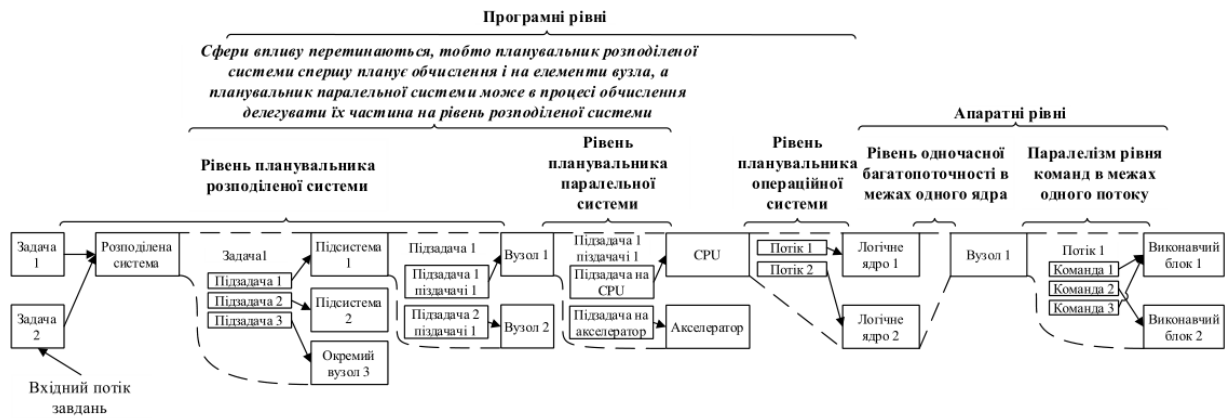 Програмні рівні
Сфери впливу перетинаються, тобто планувальник розподіленої
системи спершу планує обчислення і на елементи вузла, а
планувальник паралельної системи може в процесі обчислення
делегувати їх частина на рівень розподіленої системи
Апаратні рівні
Рівень планувальника
розподіленої системи
Рівень
планувальника
паралельної
системи
Рівень
планувальника
операційної
системи
Рівень одночасної
багатопоточності в
межах одного ядра
Паралелізм рівня
команд в межах
одного потоку
Задача
1
Задача
2
Вхідний потік
завдань
Розподілена
система
Задача1
Підзадача 1
Підзадача 2
Підзадача 3
Підсистема
1
Підсистема
2
Окремий
вузол 3
Підзадача 1
Підзадача 1
піздачачі 1
Підзадача 2
піздачачі 1
Вузол 1
Вузол 2
Підзадача 1
піздачачі 1
Підзадача на
CPU
Підзадача на
акселератор
CPU
Акселератор
Потік 1
Потік 2
Логічне
ядро 1
Логічне
ядро 2
Вузол 1
Потік 1
Команда 1
Команда 2
Команда 3
Виконавчий
блок 1
Виконавчий
блок 2